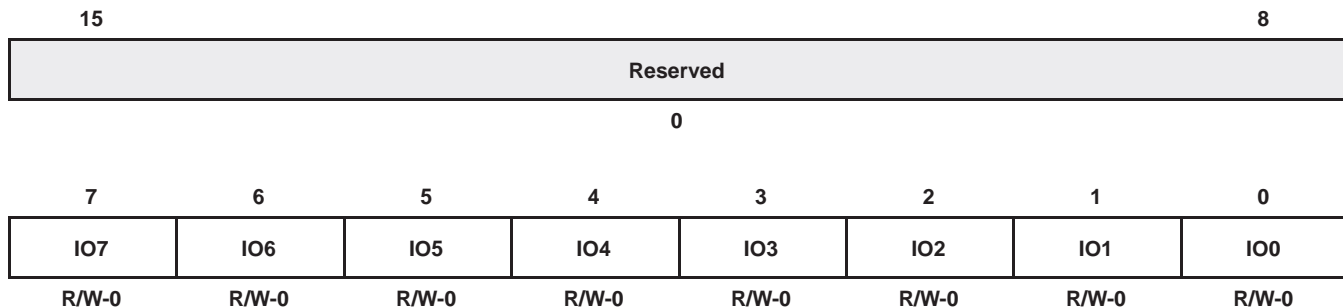 15 8
Reserved
0
7 6 5 4 3 2 1 0
IO7 IO6 IO5 IO4 IO3 IO2 IO1 IO0
R/W-0 R/W-0 R/W-0 R/W-0 R/W-0 R/W-0 R/W-0 R/W-0